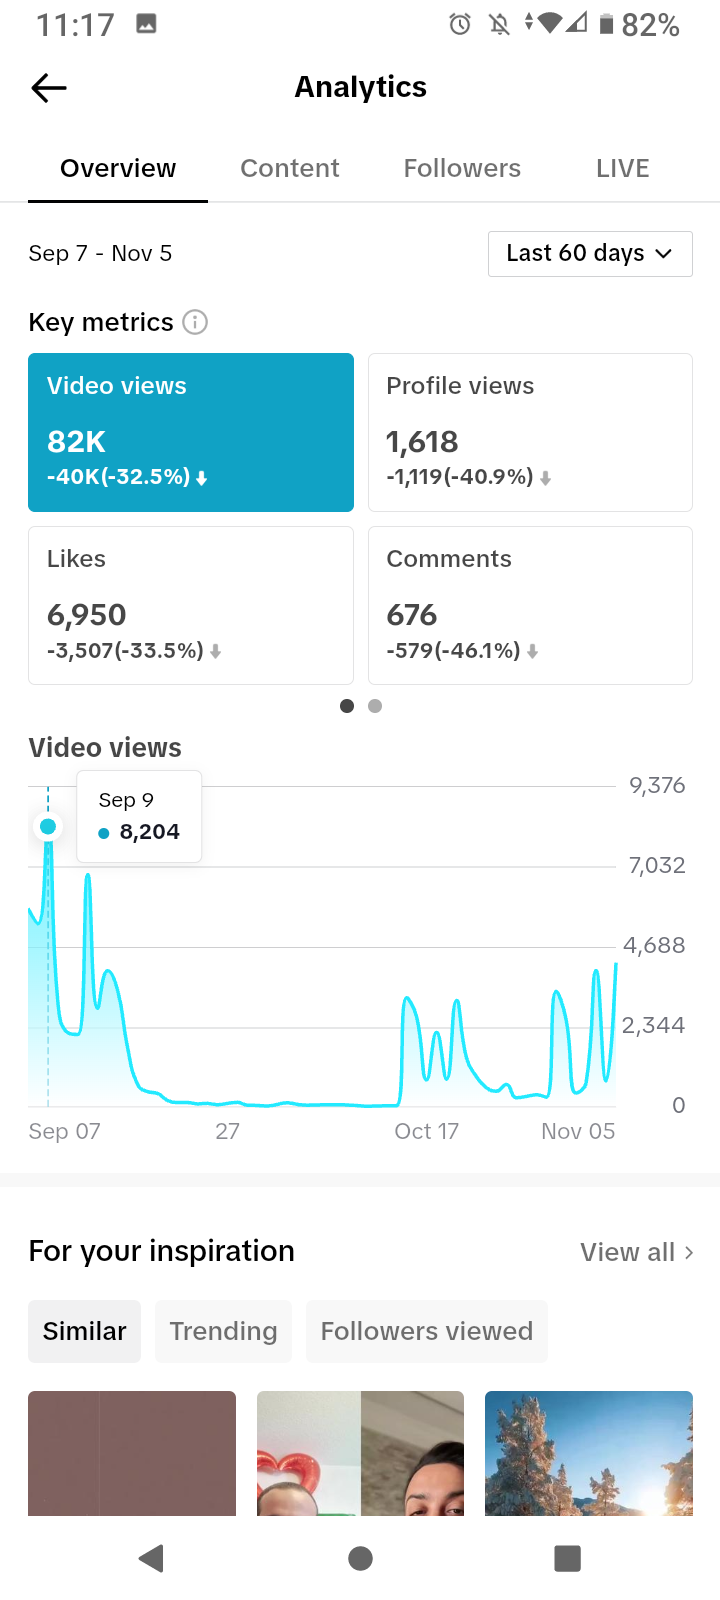 11:17 82%
Analytics
Overview Content Followers LIVE
Sep 7 - Nov 5 Last 60 days
Key metrics
Video views
82K
-40K(-32.5%)
Profile views
1,618
-1,119(-40.9%)
Likes
6,950
-3,507(-33.5%)
Comments
676
-579(-46.1%)
Video views
9,376
Sep 9
8,204
7,032
4,688
2,344
0
Sep 07 27 Oct 17 Nov 05
For your inspiration View all
Similar Trending Followers viewed